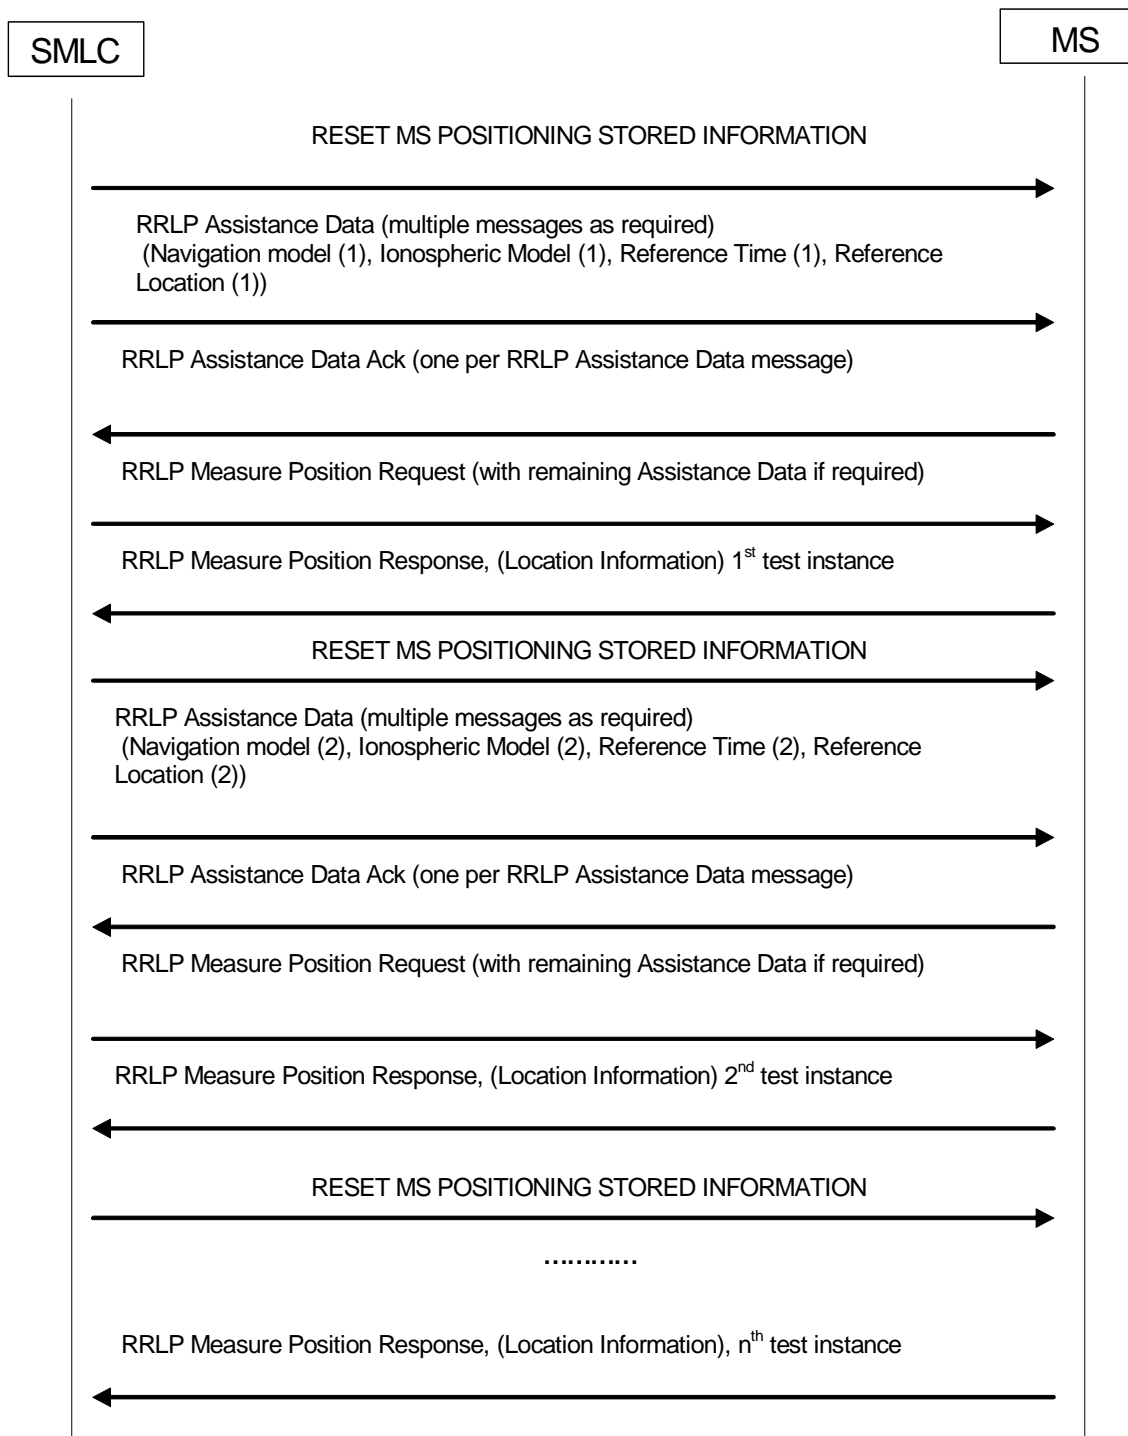 SMLC
MS
RESET MS POSITIONING STORED INFORMATION
RRLP Assistance Data (multiple messages as required)
(Navigation model (1), Ionospheric Model (1), Reference Time (1), Reference
Location (1))
RRLP Assistance Data Ack (one per RRLP Assistance Data message)
RRLP Measure Position Request (with remaining Assistance Data if required)
RRLP Measure Position Response, (Location Information) 1st test instance
RESET MS POSITIONING STORED INFORMATION
RRLP Assistance Data (multiple messages as required)
(Navigation model (2), Ionospheric Model (2), Reference Time (2), Reference
Location (2))
RRLP Assistance Data Ack (one per RRLP Assistance Data message)
RRLP Measure Position Request (with remaining Assistance Data if required)
RRLP Measure Position Response, (Location Information) 2nd test instance
RESET MS POSITIONING STORED INFORMATION
…………
RRLP Measure Position Response, (Location Information), nth test instance